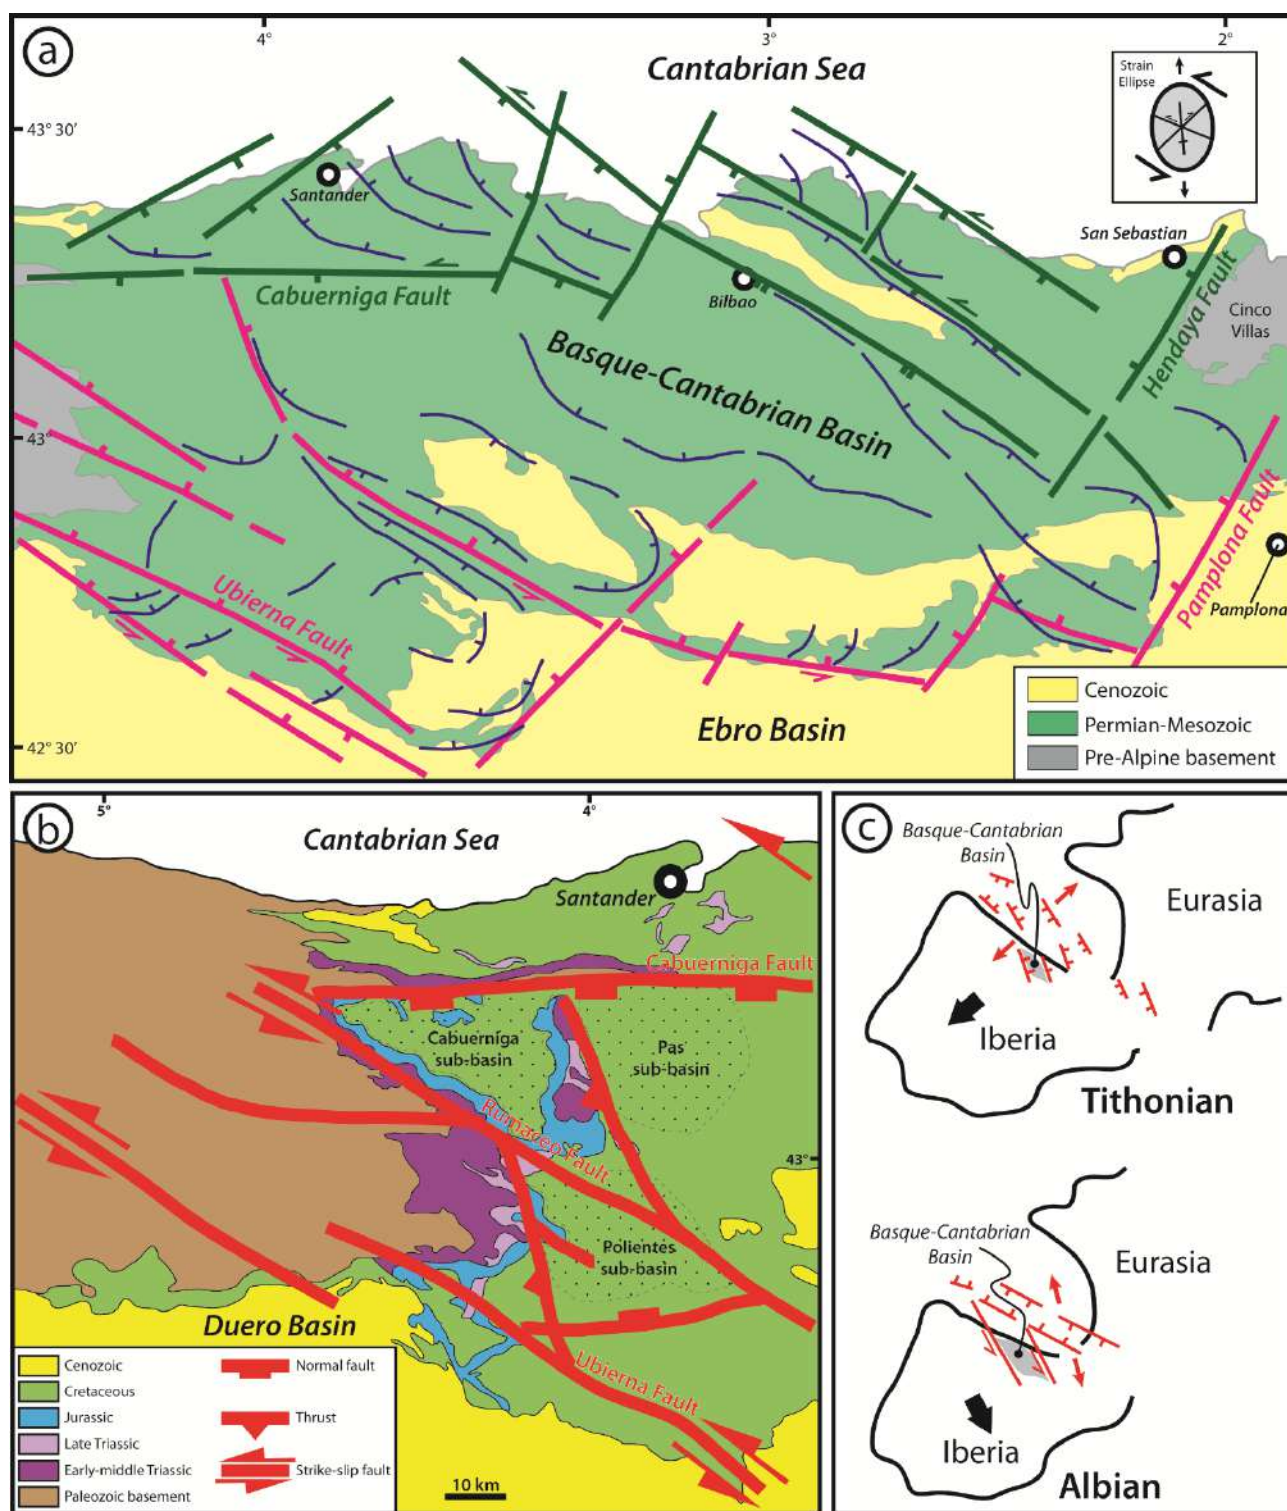 a
4°
3°
2°
Cantabrian Sea
Strain
Ellipse
43° 30'
Santander
San Sebastian
Cabuerniga Fault
Bilbao
Hendaya Fault
Cinco
Villas
Basque-Cantabrian Basin
43°
Ubierna Fault
Pamplona Fault
Pamplona
Ebro Basin
42° 30'
Cenozoic
Permian-Mesozoic
Pre-Alpine basement
b
5°
4°
Cantabrian Sea
Santander
Cabuerniga Fault
Cabuerniga
sub-basin
Pas
sub-basin
Rumaceo Fault
43°
Polientes
sub-basin
Duero Basin
Ubierna Fault
Cenozoic
Cretaceous
Jurassic
Late Triassic
Early-middle Triassic
Paleozoic basement
Normal fault
Thrust
Strike-slip fault
10 km
c
Basque-Cantabrian
Basin
Eurasia
Iberia
Tithonian
Basque-Cantabrian
Basin
Eurasia
Iberia
Albian